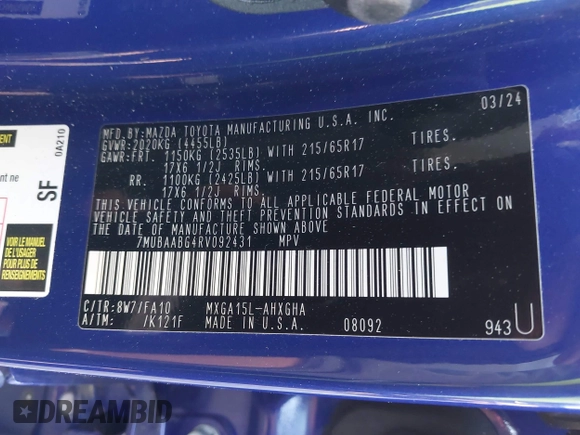 MFD.BY:MAZDA TOYOTA MANUFACTURING U.S.A. INC. 03/24
GVWR:2020KG (4455LB)
GAWR:FRT. 1150KG (2535LB) WITH 215/65R17 TIRES.
17X6 1/2J RIMS.
RR. 1100KG (2425LB) WITH 215/65R17 TIRES.
17X6 1/2J RIMS.
THIS VEHICLE CONFORMS TO ALL APPLICABLE FEDERAL MOTOR
VEHICLE SAFETY AND THEFT PREVENTION STANDARDS IN EFFECT ON
THE DATE OF MANUFACTURE SHOWN ABOVE
7MUBAABG4RV092431 MPV
C/TR:8W7/FA10 MXGA15L-AHXGHA
A/TM: /K121F MADE IN U.S.A. 08092 943U
0A210
SF
ant ne
VOIR LE MANUEL
DE L'USAGER
POUR PLUS DE
RENSEIGNEMENTS
DREAMBID